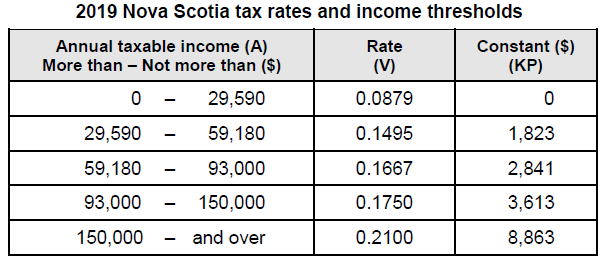 2019 Nova Scotia tax rates and income thresholds
Annual taxable income (A) Rate Constant ($)
More than – Not more than ($) (V) (KP)
0 – 29,590 0.0879 0
29,590 – 59,180 0.1495 1,823
59,180 – 93,000 0.1667 2,841
93,000 – 150,000 0.1750 3,613
150,000 – and over 0.2100 8,863